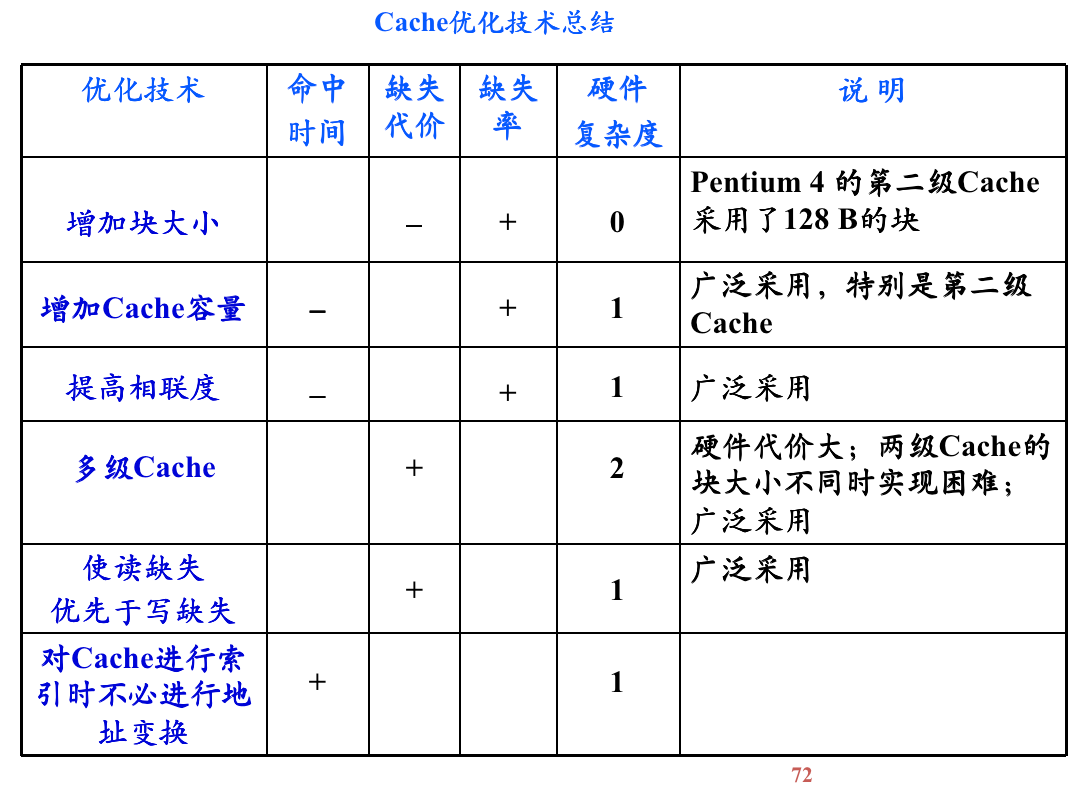 Cache优化技术总结
优化技术
命中
时间
缺失
代价
缺失
率
硬件
复杂度
说 明
增加块大小
–
+
0
Pentium 4 的第二级Cache
采用了128 B的块
增加Cache容量
–
+
1
广泛采用，特别是第二级
Cache
提高相联度
–
+
1
广泛采用
多级Cache
+
2
硬件代价大；两级Cache的
块大小不同时实现困难；
广泛采用
使读缺失
优先于写缺失
+
1
广泛采用
对Cache进行索
引时不必进行地
址变换
+
1
72